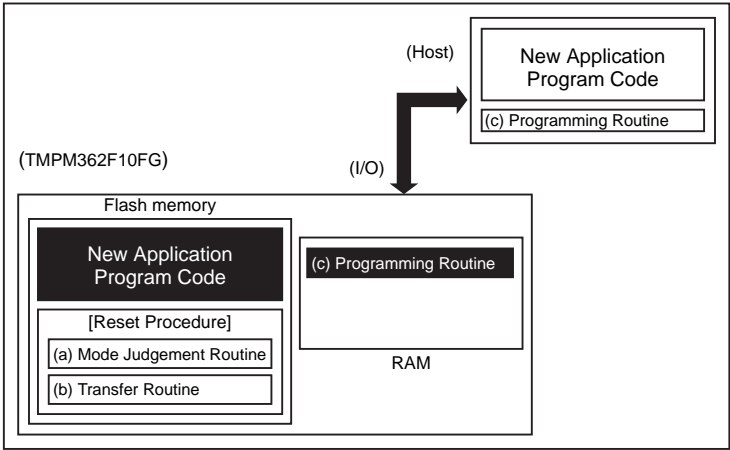 (Host)
New Application
Program Code
(c) Programming Routine
(TMPM362F10FG)
(I/O)
Flash memory
New Application
Program Code
[Reset Procedure]
(a) Mode Judgement Routine
(b) Transfer Routine
(c) Programming Routine
RAM